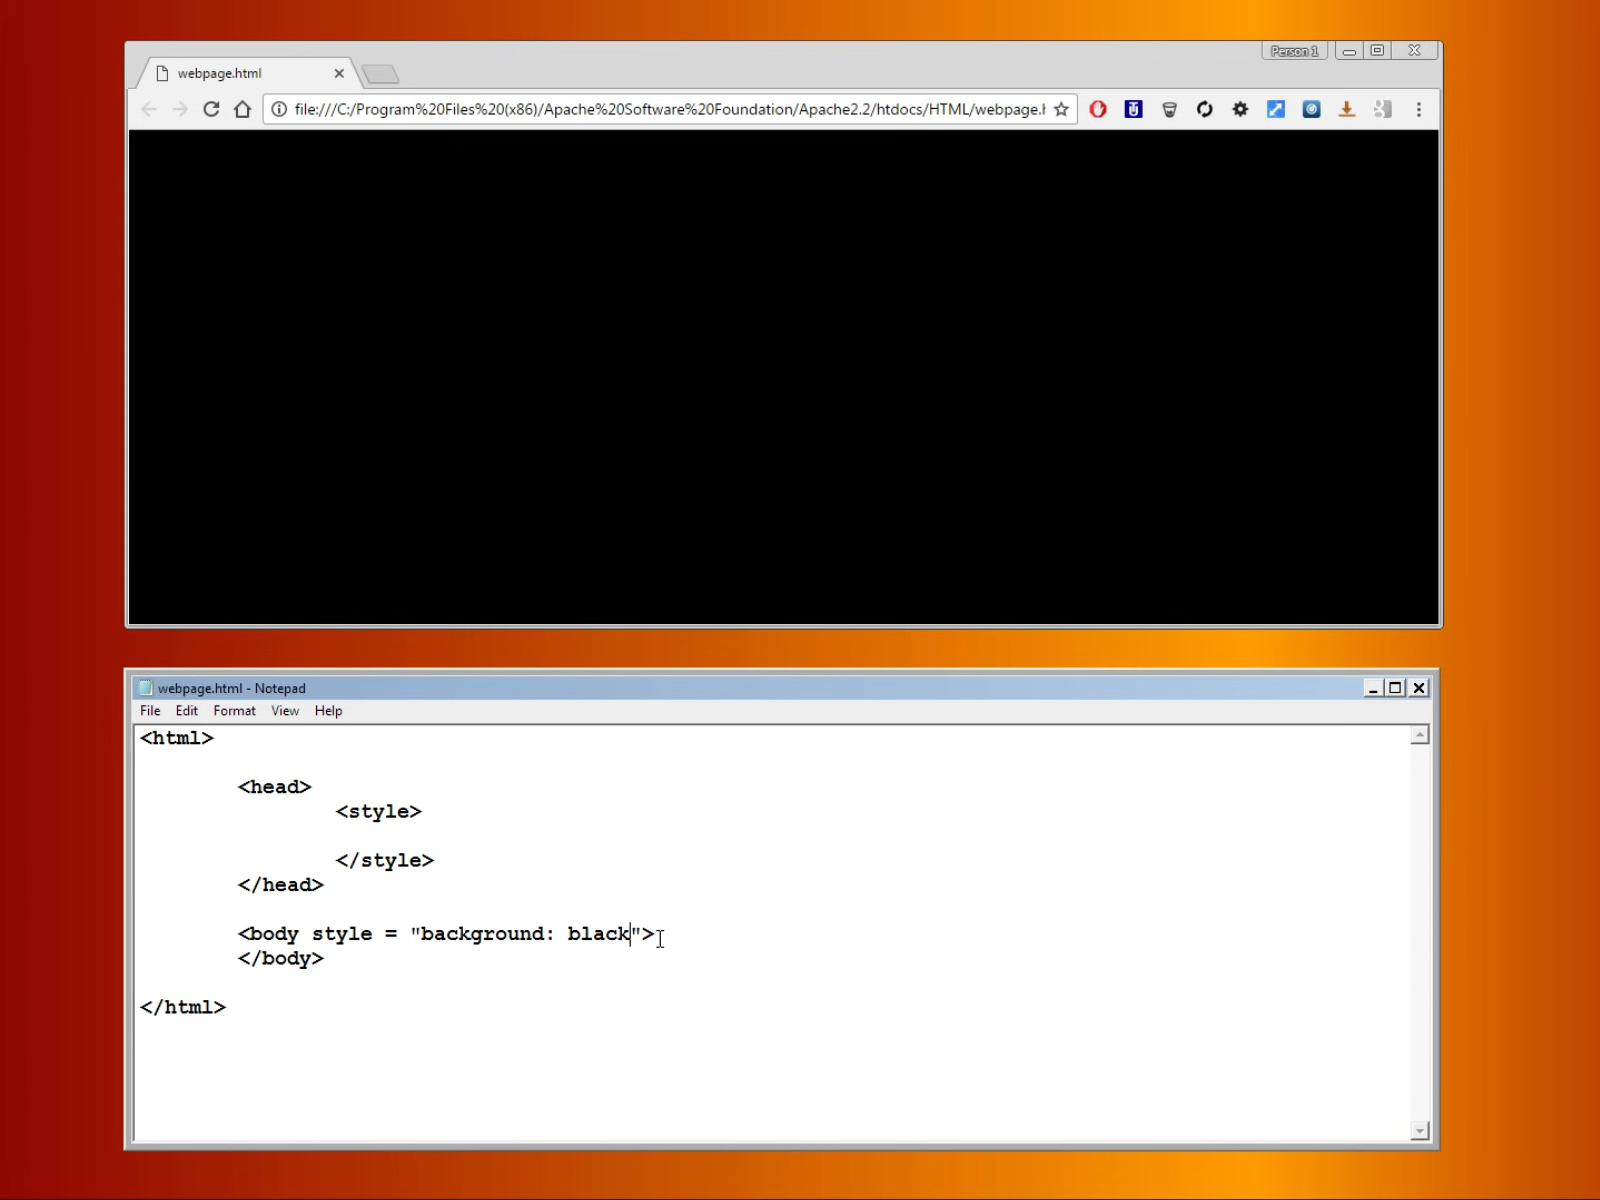 Person 1
webpage.html
file:///C:/Program%20Files%20(x86)/Apache%20Software%20Foundation/Apache2.2/htdocs/HTML/webpage.h
webpage.html - Notepad
File Edit Format View Help
<html>
<head>
<style>
</style>
</head>
<body style = "background: black">
</body>
</html>